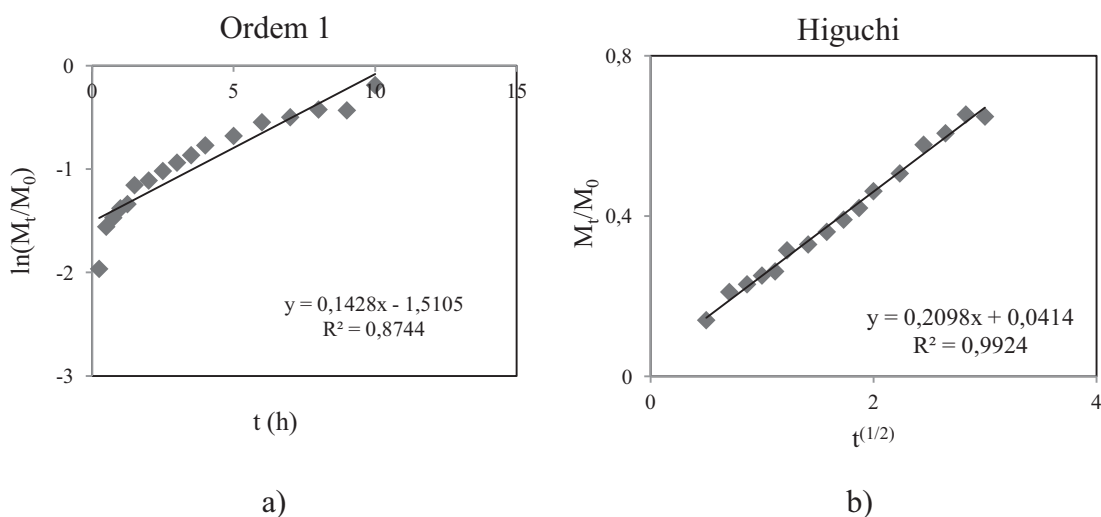 Ordem 1
0
0
5
10
15
-1
-2
-3
ln(Mt/M0)
y = 0,1428x - 1,5105
R² = 0,8744
t (h)
a)
Higuchi
0,8
0,4
0
Mt/M0
y = 0,2098x + 0,0414
R² = 0,9924
0
2
4
t(1/2)
b)